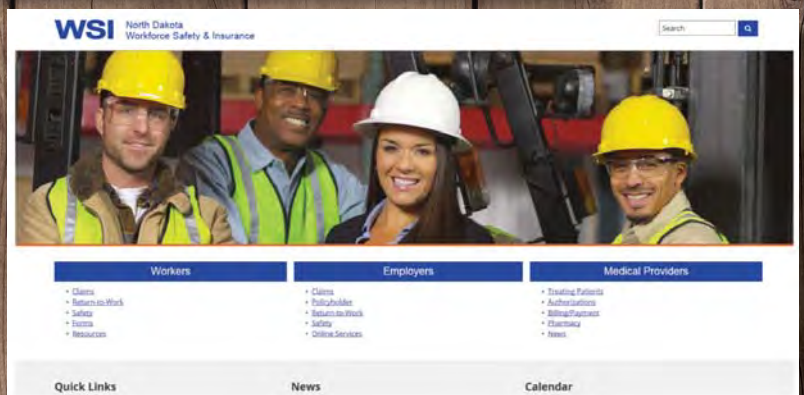 WSI
North Dakota
Workforce Safety & Insurance
Search
Workers
• Claims
• Return-to-Work
• Safety
• Forms
• Resources
Employers
• Claims
• Policyholder
• Return-to-Work
• Safety
• Online Services
Medical Providers
• Treating Patients
• Authorizations
• Billing/Payment
• Pharmacy
• News
Quick Links
News
Calendar